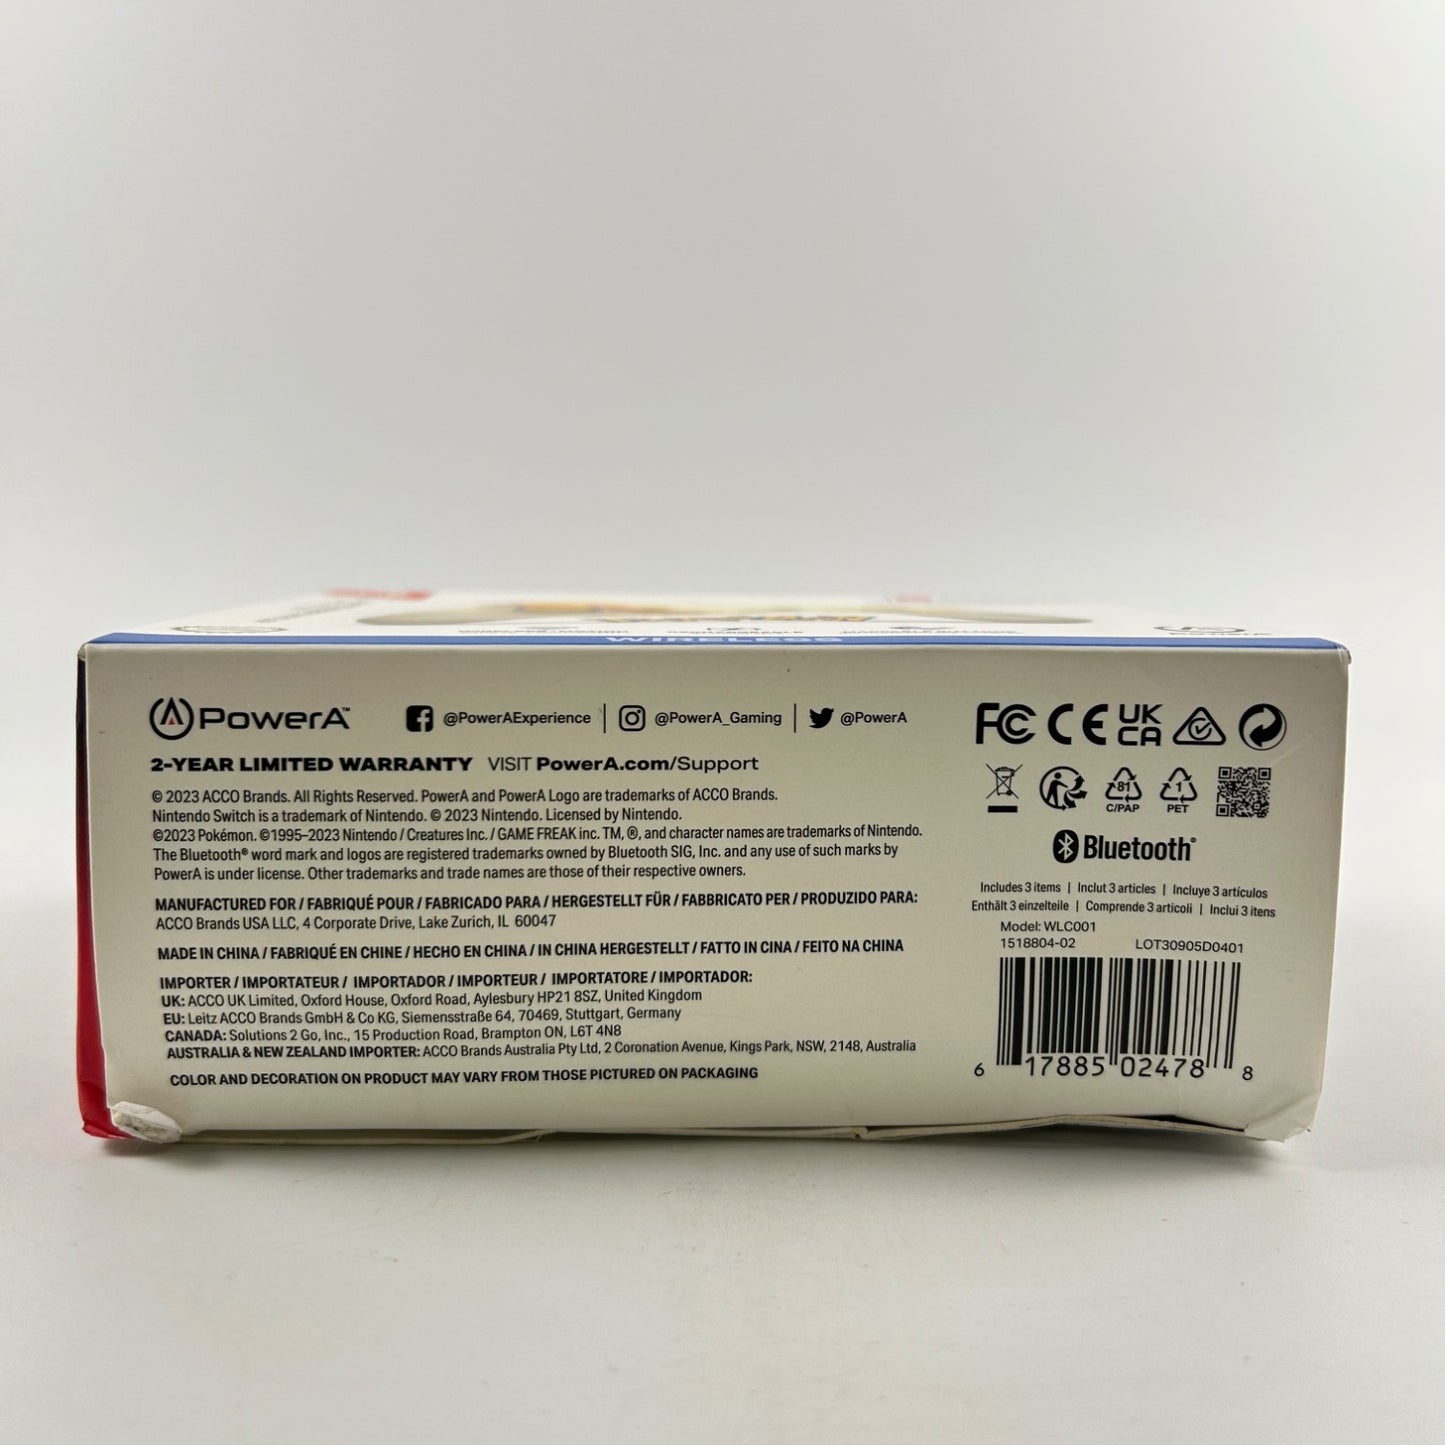 WIRELESS
PowerA™
@PowerAExperience | @PowerA_Gaming | @PowerA
2-YEAR LIMITED WARRANTY VISIT PowerA.com/Support
© 2023 ACCO Brands. All Rights Reserved. PowerA and PowerA Logo are trademarks of ACCO Brands.
Nintendo Switch is a trademark of Nintendo. © 2023 Nintendo. Licensed by Nintendo.
©2023 Pokémon. ©1995–2023 Nintendo / Creatures Inc. / GAME FREAK inc. TM, ®, and character names are trademarks of Nintendo.
The Bluetooth® word mark and logos are registered trademarks owned by Bluetooth SIG, Inc. and any use of such marks by
PowerA is under license. Other trademarks and trade names are those of their respective owners.
MANUFACTURED FOR / FABRIQUÉ POUR / FABRICADO PARA / HERGESTELLT FÜR / FABBRICATO PER / PRODUZIDO PARA:
ACCO Brands USA LLC, 4 Corporate Drive, Lake Zurich, IL 60047
MADE IN CHINA / FABRIQUÉ EN CHINE / HECHO EN CHINA / IN CHINA HERGESTELLT / FATTO IN CINA / FEITO NA CHINA
IMPORTER / IMPORTATEUR / IMPORTADOR / IMPORTEUR / IMPORTATORE / IMPORTADOR:
UK: ACCO UK Limited, Oxford House, Oxford Road, Aylesbury HP21 8SZ, United Kingdom
EU: Leitz ACCO Brands GmbH & Co KG, Siemensstraße 64, 70469, Stuttgart, Germany
CANADA: Solutions 2 Go, Inc., 15 Production Road, Brampton ON, L6T 4N8
AUSTRALIA & NEW ZEALAND IMPORTER: ACCO Brands Australia Pty Ltd, 2 Coronation Avenue, Kings Park, NSW, 2148, Australia
COLOR AND DECORATION ON PRODUCT MAY VARY FROM THOSE PICTURED ON PACKAGING
FC CE UK
CA
81 1
C/PAP PET
Bluetooth®
Includes 3 items | Inclut 3 articles | Incluye 3 artículos
Enthält 3 einzelteile | Comprende 3 articoli | Inclui 3 itens
Model: WLC001
1518804-02 LOT30905D0401
6 17885 02478 8